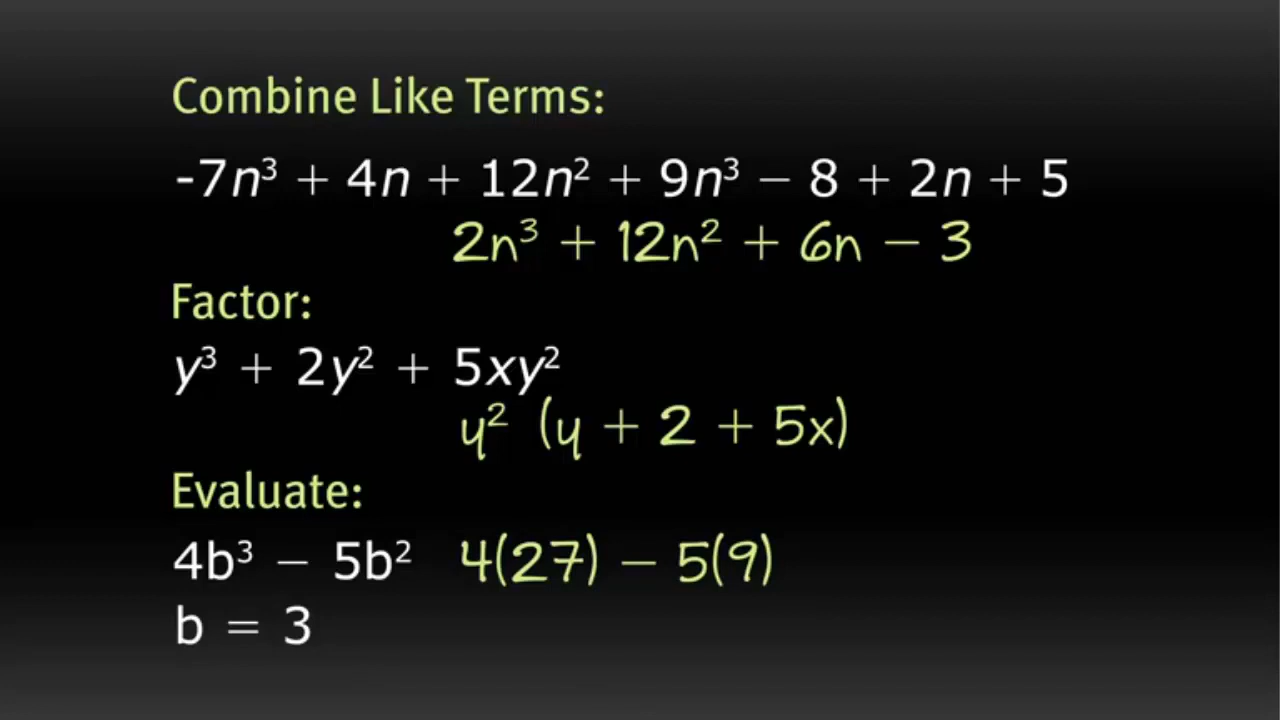 Combine Like Terms:
-7n³ + 4n + 12n² + 9n³ – 8 + 2n + 5
2n³ + 12n² + 6n – 3
Factor:
y³ + 2y² + 5xy²
y² (y + 2 + 5x)
Evaluate:
4b³ – 5b² 4(27) – 5(9)
b = 3